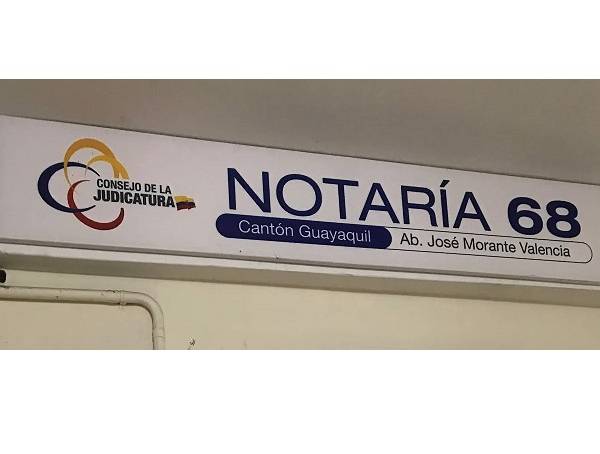 CONSEJO DE LA
JUDICATURA
NOTARÍA 68
Cantón Guayaquil
Ab. José Morante Valencia